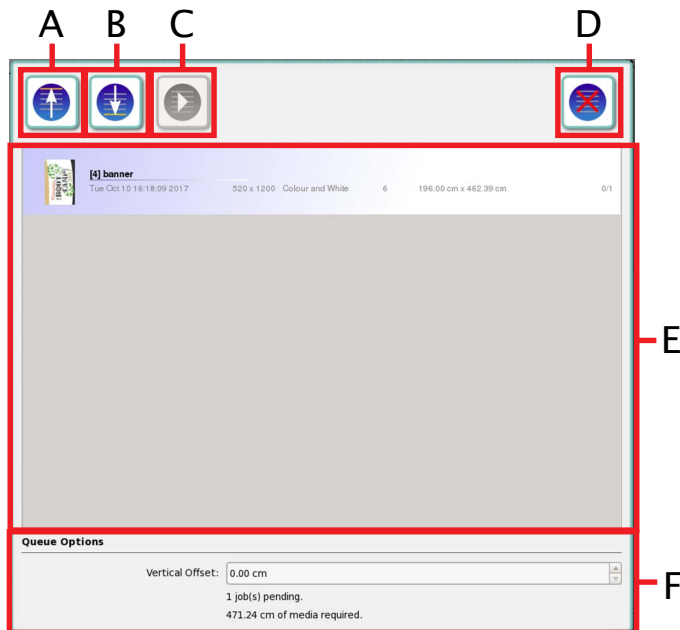 A B C D
[4] banner
Tue Oct 10 16:18:09 2017 520 x 1200 Colour and White 6 196.00 cm x 462.39 cm 0/1
E
Queue Options
Vertical Offset: 0.00 cm
F
1 job(s) pending.
471.24 cm of media required.